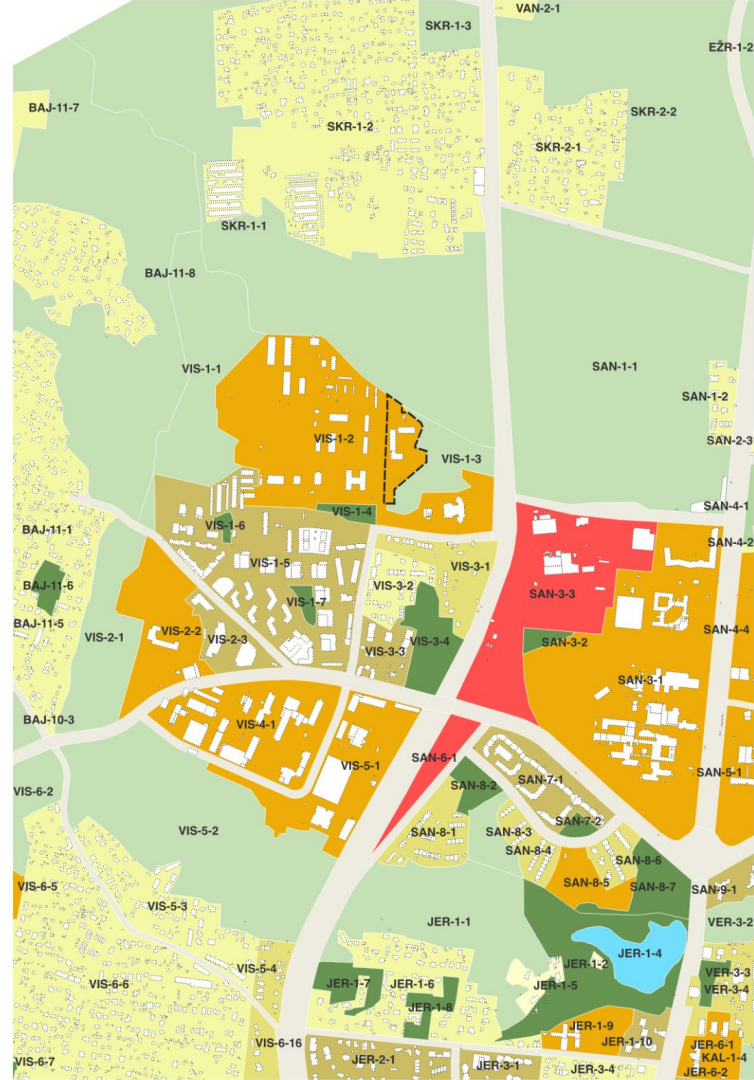 VAN-2-1
SKR-1-3
EŽR-1-2
BAJ-11-7
SKR-2-2
SKR-1-2
SKR-2-1
SKR-1-1
BAJ-11-8
VIS-1-1
SAN-1-1
SAN-1-2
VIS-1-2
SAN-2-3
VIS-1-3
SAN-4-1
VIS-1-4
VIS-1-6
BAJ-11-1
SAN-4-2
VIS-1-5
VIS-3-1
BAJ-11-6
VIS-3-2
SAN-3-3
VIS-1-7
BAJ-11-5
VIS-2-2
SAN-4-4
VIS-2-1
VIS-2-3
VIS-3-4
SAN-3-2
VIS-3-3
SAN-3-1
BAJ-10-3
VIS-4-1
SAN-6-1
VIS-5-1
SAN-5-1
SAN-7-1
SAN-8-2
VIS-6-2
SAN-7-2
VIS-5-2
SAN-8-1
SAN-8-3
SAN-8-4
SAN-8-6
SAN-8-5
SAN-8-7
VIS-6-5
SAN-9-1
VIS-5-3
JER-1-1
VER-3-2
JER-1-4
JER-1-2
VIS-5-4
VER-3-3
VIS-6-6
JER-1-7
JER-1-6
JER-1-5
VER-3-4
JER-1-8
JER-1-9
VIS-6-16
JER-1-10
JER-6-1
KAL-1-4
VIS-6-7
JER-2-1
JER-3-1
JER-3-4
JER-6-2